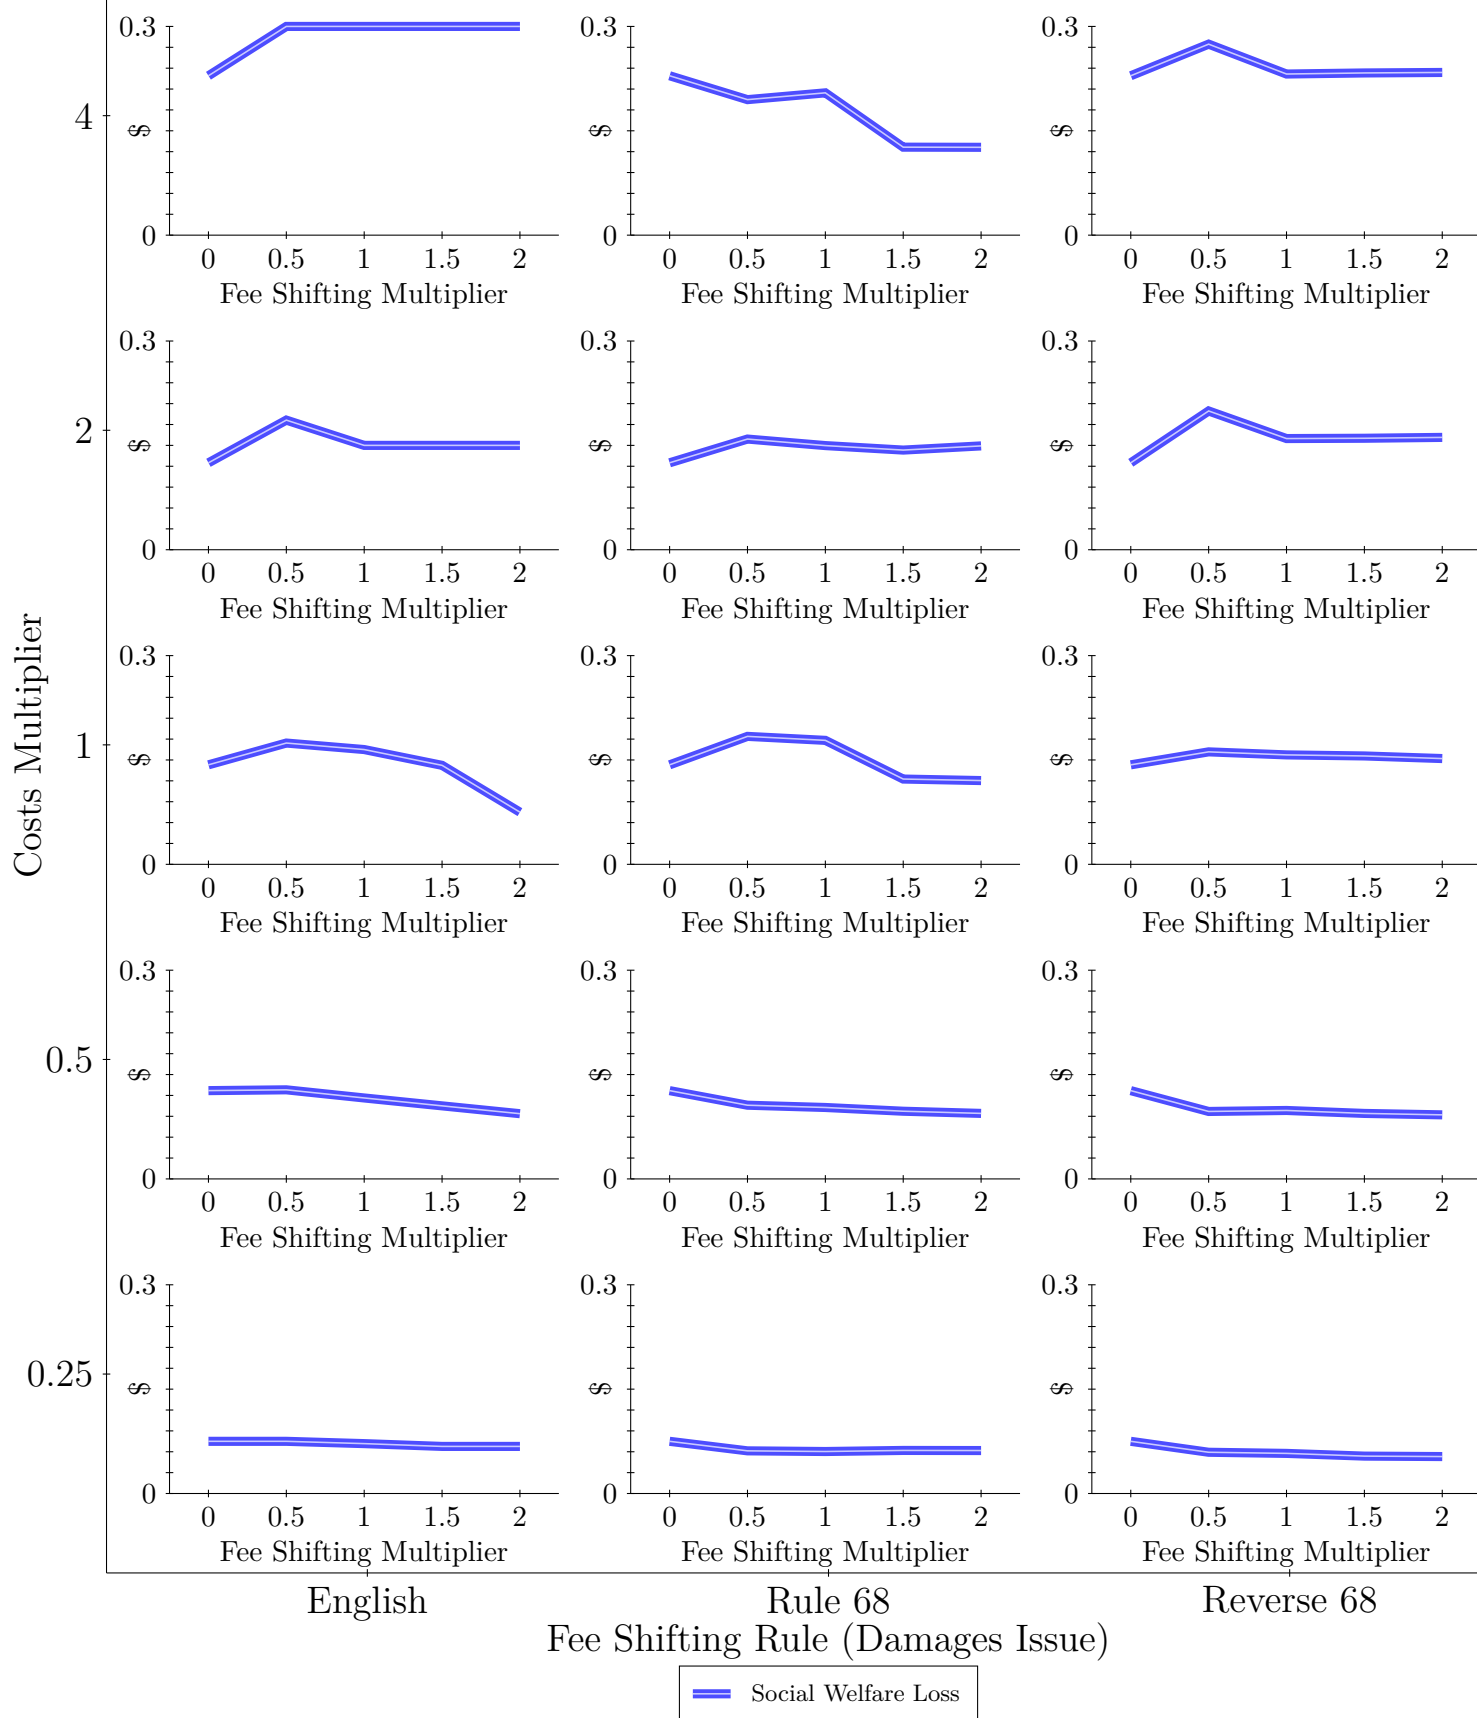 0.3 0.3 0.3
4 $ $ $
0 0 0
0 0.5 1 1.5 2 0 0.5 1 1.5 2 0 0.5 1 1.5 2
Fee Shifting Multiplier Fee Shifting Multiplier Fee Shifting Multiplier
0.3 0.3 0.3
2 $ $ $
0 0 0
0 0.5 1 1.5 2 0 0.5 1 1.5 2 0 0.5 1 1.5 2
Fee Shifting Multiplier Fee Shifting Multiplier Fee Shifting Multiplier
Costs Multiplier
0.3 0.3 0.3
1 $ $ $
0 0 0
0 0.5 1 1.5 2 0 0.5 1 1.5 2 0 0.5 1 1.5 2
Fee Shifting Multiplier Fee Shifting Multiplier Fee Shifting Multiplier
0.3 0.3 0.3
0.5 $ $ $
0 0 0
0 0.5 1 1.5 2 0 0.5 1 1.5 2 0 0.5 1 1.5 2
Fee Shifting Multiplier Fee Shifting Multiplier Fee Shifting Multiplier
0.3 0.3 0.3
0.25 $ $ $
0 0 0
0 0.5 1 1.5 2 0 0.5 1 1.5 2 0 0.5 1 1.5 2
Fee Shifting Multiplier Fee Shifting Multiplier Fee Shifting Multiplier
English Rule 68 Reverse 68
Fee Shifting Rule (Damages Issue)
Social Welfare Loss